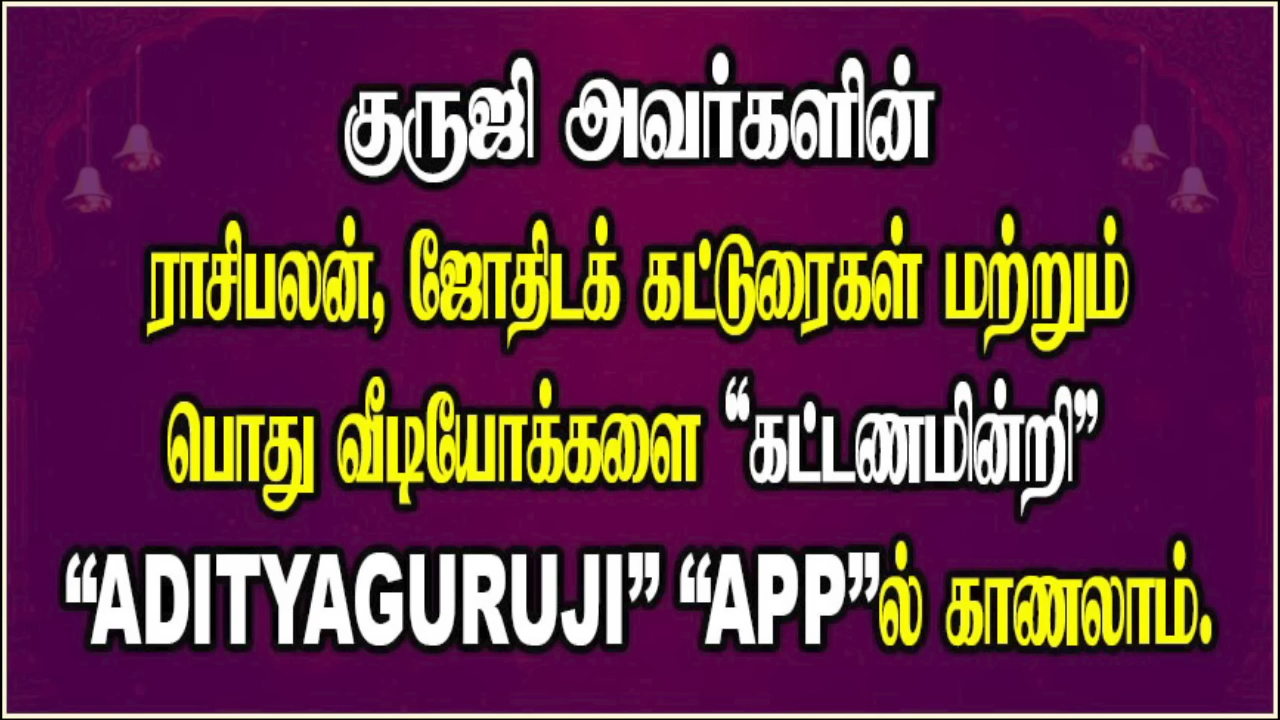 குருஜி அவர்களின்
ராசிபலன், ஜோதிடக் கட்டுரைகள் மற்றும்
பொது வீடியோக்களை “கட்டணமின்றி”
“ADITYAGURUJI” “APP”ல் காணலாம்.